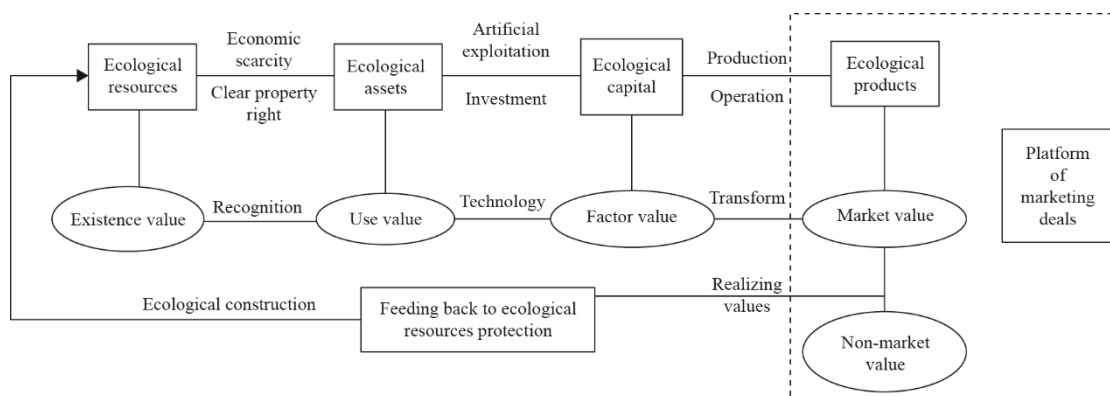 Ecological
resources
Economic
scarcity
Clear property
right
Ecological
assets
Artificial
exploitation
Investment
Ecological
capital
Production
Operation
Ecological
products
Platform
of
marketing
deals
Existence value
Recognition
Use value
Technology
Factor value
Transform
Market value
Ecological construction
Feeding back to ecological
resources protection
Realizing
values
Non-market
value